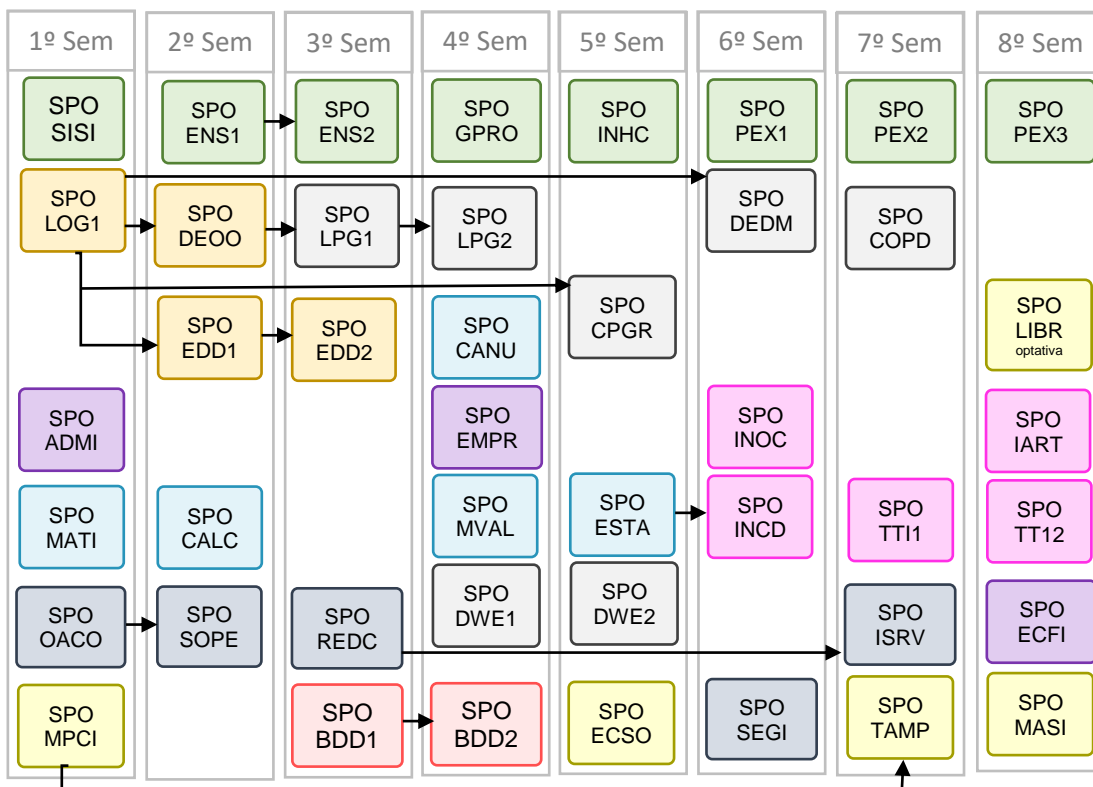 1º Sem
2º Sem
3º Sem
4º Sem
5º Sem
6º Sem
7º Sem
8º Sem
SPO
SISI
SPO
ENS1
SPO
ENS2
SPO
GPRO
SPO
INHC
SPO
PEX1
SPO
PEX2
SPO
PEX3
SPO
LOG1
SPO
DEOO
SPO
LPG1
SPO
LPG2
SPO
DEDM
SPO
COPD
SPO
EDD1
SPO
EDD2
SPO
CANU
SPO
CPGR
SPO
LIBR
optativa
SPO
ADMI
SPO
EMPR
SPO
INOC
SPO
IART
SPO
MATI
SPO
CALC
SPO
MVAL
SPO
ESTA
SPO
INCD
SPO
TTI1
SPO
TT12
SPO
OACO
SPO
SOPE
SPO
REDC
SPO
DWE1
SPO
DWE2
SPO
ISRV
SPO
ECFI
SPO
MPCI
SPO
BDD1
SPO
BDD2
SPO
ECSO
SPO
SEGI
SPO
TAMP
SPO
MASI